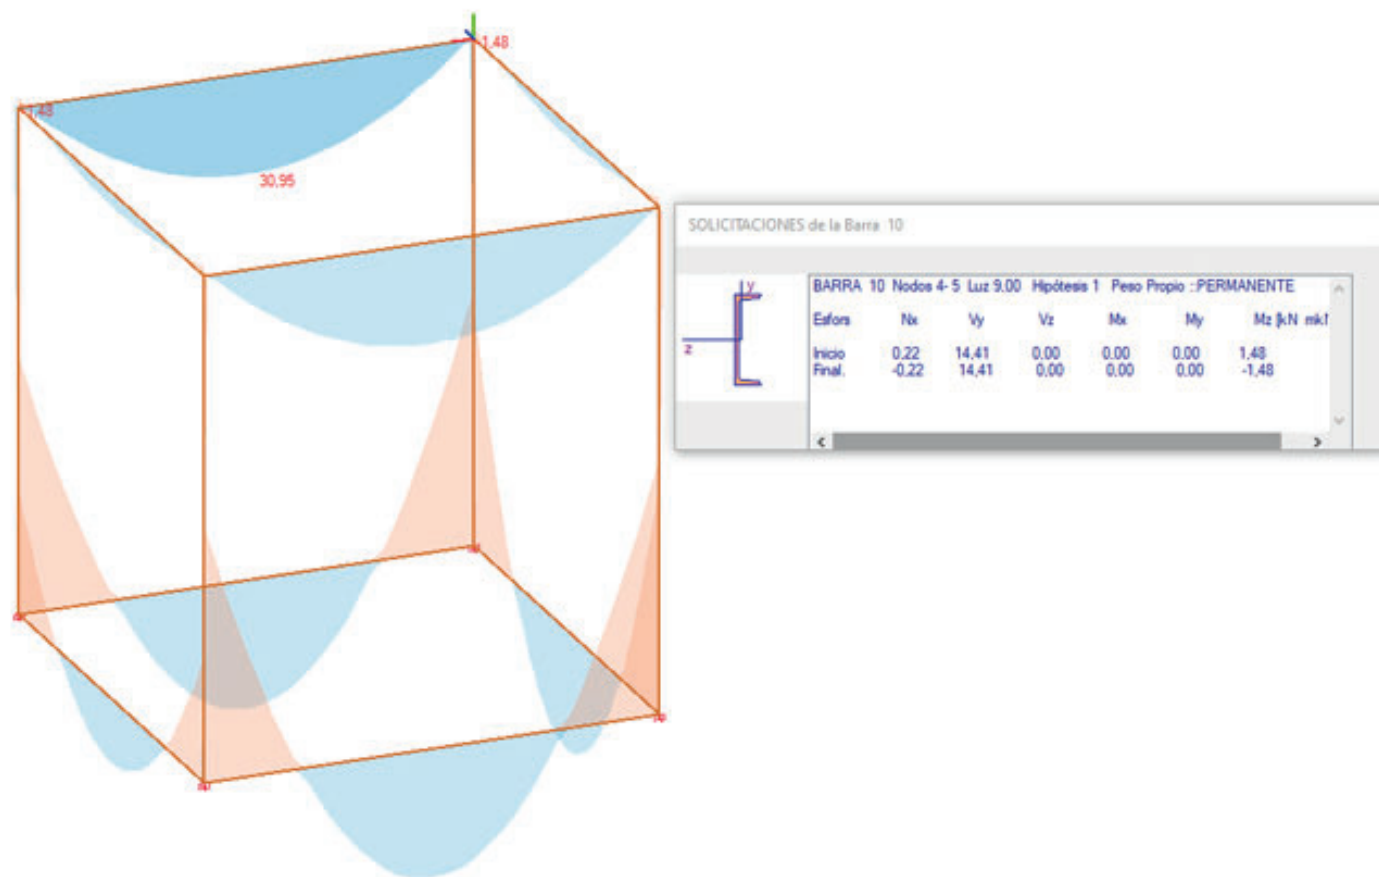 1,48
1,48
30,95
SOLICITACIONES de la Barra 10
y
z
BARRA 10 Nodos 4- 5 Luz 9.00 Hipótesis 1 Peso Propio :: PERMANENTE
Esfors Nx Vy Vz Mx My Mz [kN mkN
Inicio 0,22 14,41 0,00 0,00 0,00 1,48
Final. -0,22 14,41 0,00 0,00 0,00 -1,48